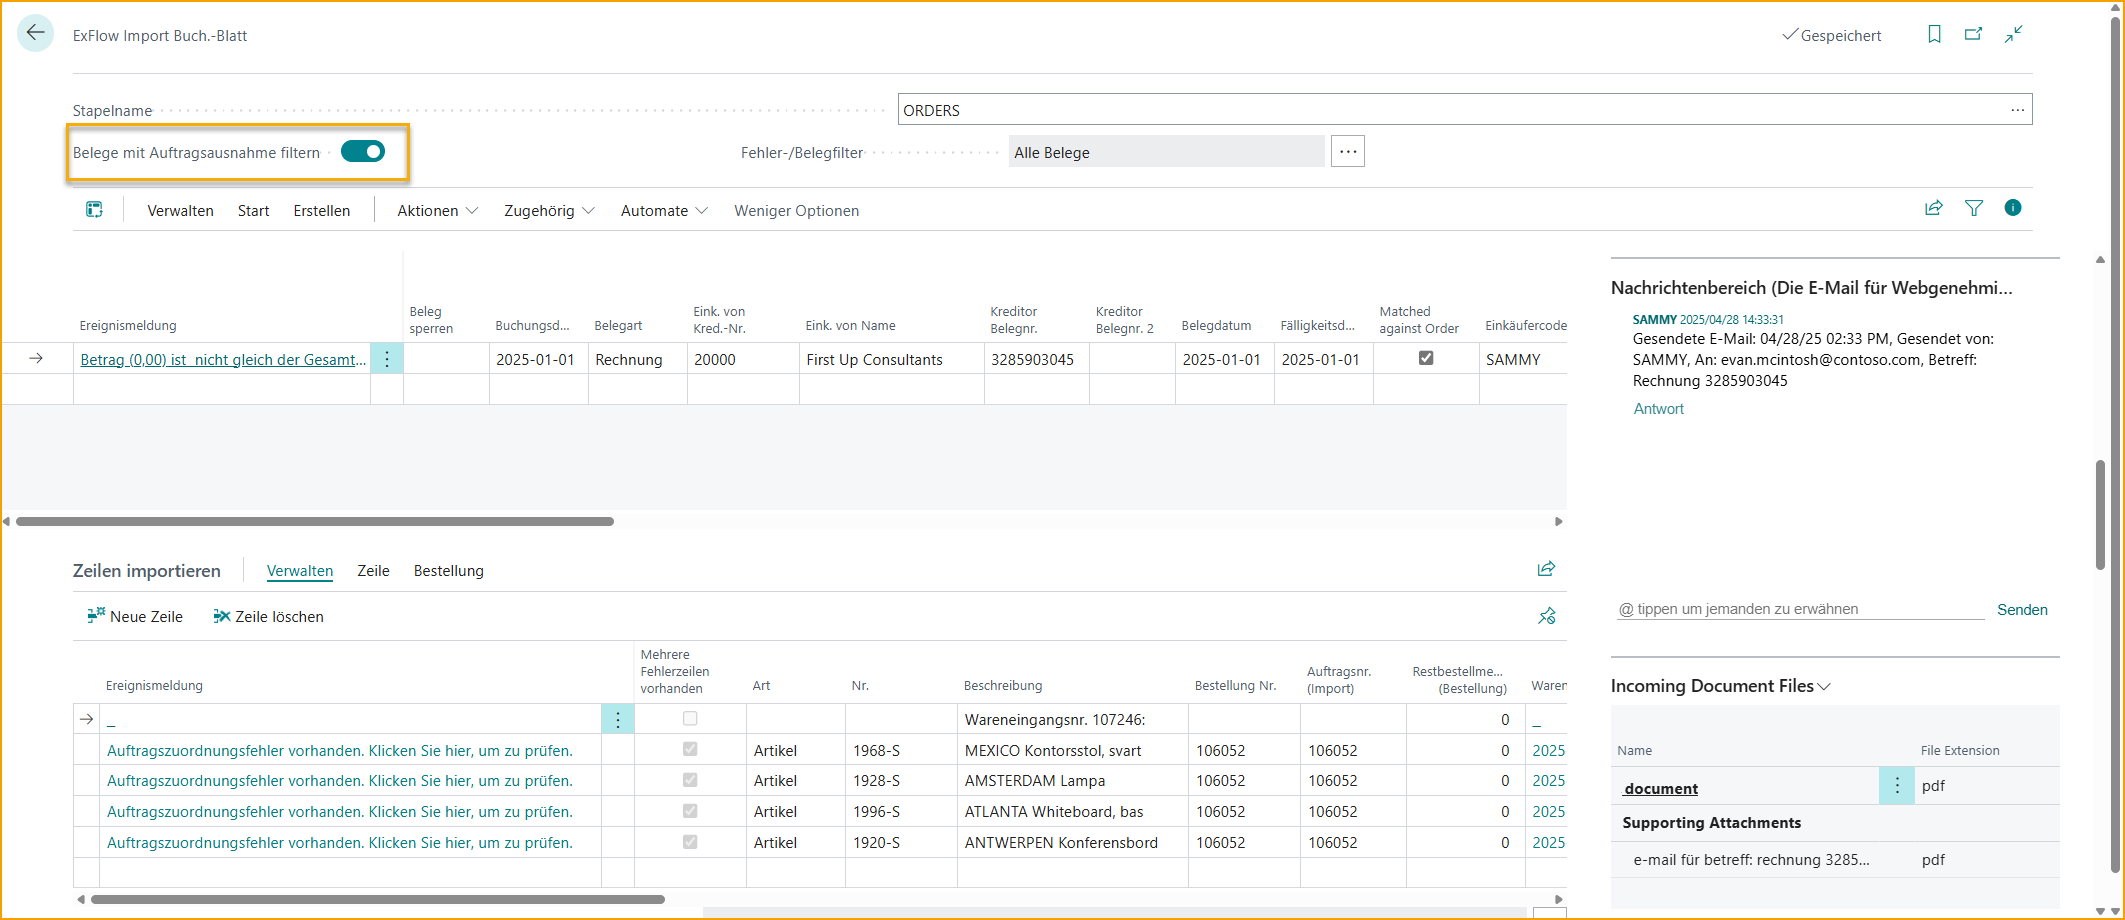 ExFlow Import Buch.-Blatt
Gespeichert
Stapelname
ORDERS
Belege mit Auftragsausnahme filtern
Fehler-/Belegfilter
Alle Belege
Verwalten Start Erstellen Aktionen Zugehörig Automate Weniger Optionen
Ereignismeldung
Beleg
sperren
Buchungsd...
Belegart
Eink. von
Kred.-Nr.
Eink. von Name
Kreditor
Belegnr.
Kreditor
Belegnr. 2
Belegdatum
Fälligkeitsd...
Matched
against Order
Einkäufercode
Betrag (0,00) ist nicht gleich der Gesamt... 2025-01-01 Rechnung 20000 First Up Consultants 3285903045 2025-01-01 2025-01-01 SAMMY
Nachrichtenbereich (Die E-Mail für Webgenehmi...
SAMMY 2025/04/28 14:33:31
Gesendete E-Mail: 04/28/25 02:33 PM, Gesendet von:
SAMMY, An: evan.mcintosh@contoso.com, Betreff:
Rechnung 3285903045
Antwort
@ tippen um jemanden zu erwähnen
Senden
Zeilen importieren Verwalten Zeile Bestellung
Neue Zeile Zeile löschen
Ereignismeldung
Mehrere
Fehlerzeilen
vorhanden
Art
Nr.
Beschreibung
Bestellung Nr.
Auftragsnr.
(Import)
Restbestellme...
(Bestellung)
Waren
_ Wareneingangsnr. 107246: 0 _
Auftragszuordnungsfehler vorhanden. Klicken Sie hier, um zu prüfen. Artikel 1968-S MEXICO Kontorsstol, svart 106052 106052 0 2025
Auftragszuordnungsfehler vorhanden. Klicken Sie hier, um zu prüfen. Artikel 1928-S AMSTERDAM Lampa 106052 106052 0 2025
Auftragszuordnungsfehler vorhanden. Klicken Sie hier, um zu prüfen. Artikel 1996-S ATLANTA Whiteboard, bas 106052 106052 0 2025
Auftragszuordnungsfehler vorhanden. Klicken Sie hier, um zu prüfen. Artikel 1920-S ANTWERPEN Konferensbord 106052 106052 0 2025
Incoming Document Files
Name File Extension
document pdf
Supporting Attachments
e-mail für betreff: rechnung 3285... pdf